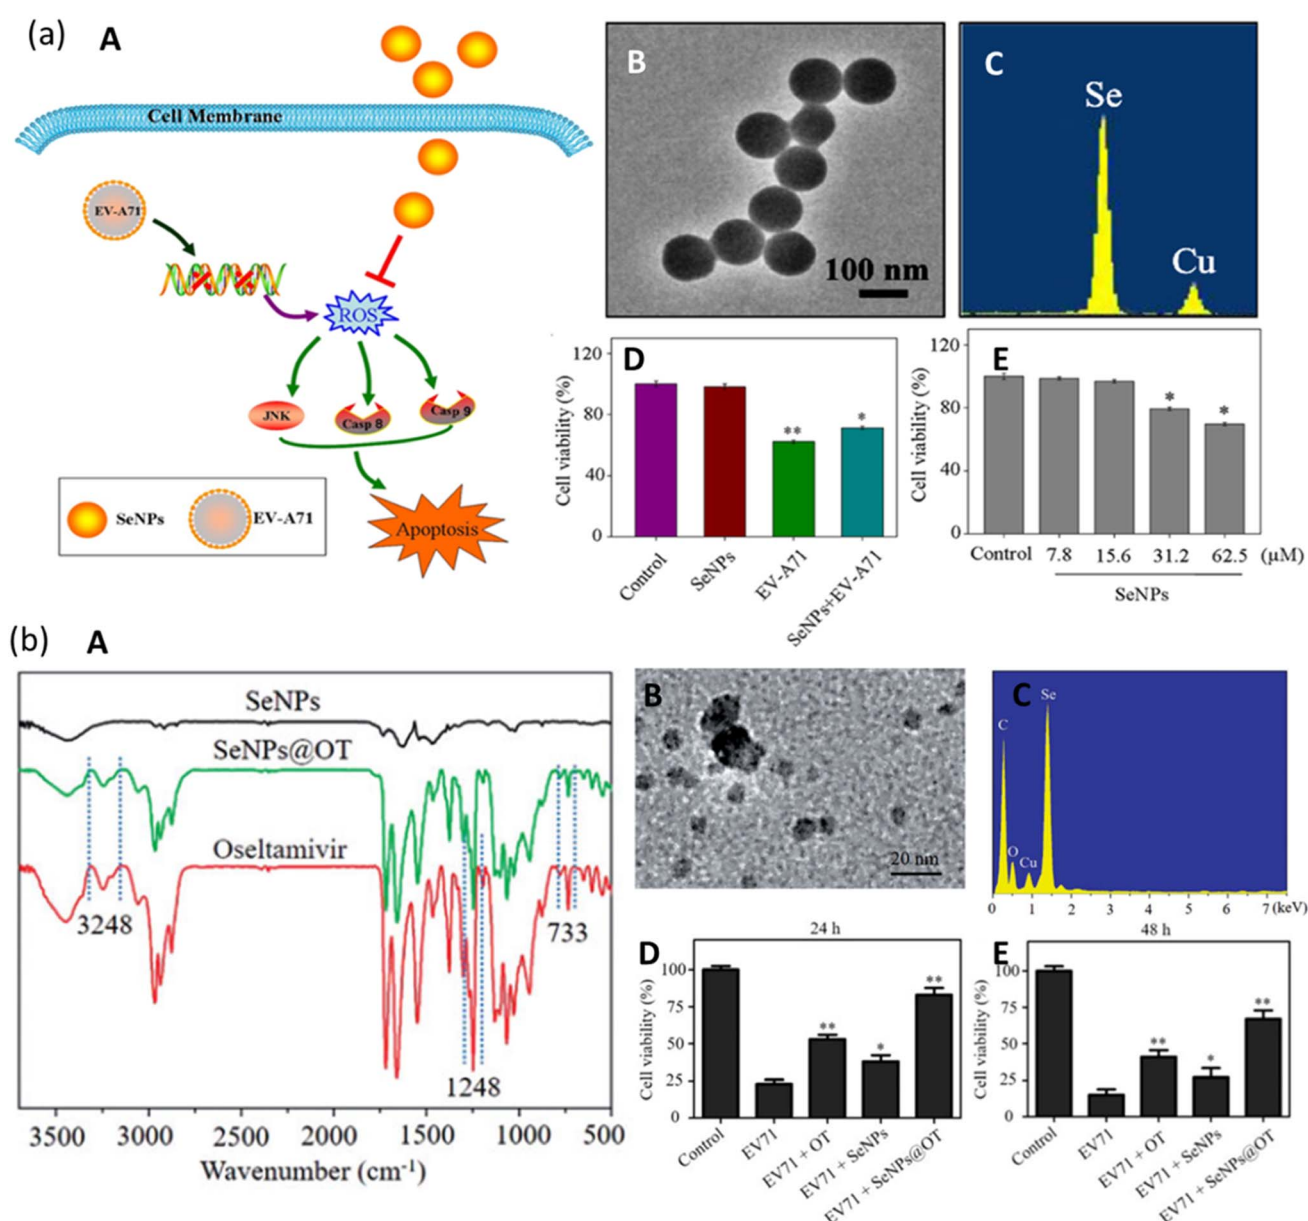 (a)
A
Cell Membrane
EV-A71
ROS
JNK
Casp 8
Casp 9
Apoptosis
SeNPs
EV-A71
B
100 nm
C
Se
Cu
D
Cell viability (%)
120
80
40
0
**
*
Control
SeNPs
EV-A71
SeNPs+EV-A71
E
Cell viability (%)
120
80
40
0
*
*
Control 7.8 15.6 31.2 62.5 (μM)
SeNPs
(b)
A
SeNPs
SeNPs@OT
Oseltamivir
3248
1248
733
3500 3000 2500 2000 1500 1000 500
Wavenumber (cm-1)
B
20 nm
C
C
O
Cu
Se
0 1 2 3 4 5 6 7 (keV)
D
24 h
Cell viability (%)
100
75
50
25
0
**
*
**
Control
EV71
EV71 + OT
EV71 + SeNPs
EV71 + SeNPs@OT
E
48 h
Cell viability (%)
100
75
50
25
0
**
*
**
Control
EV71
EV71 + OT
EV71 + SeNPs
EV71 + SeNPs@OT